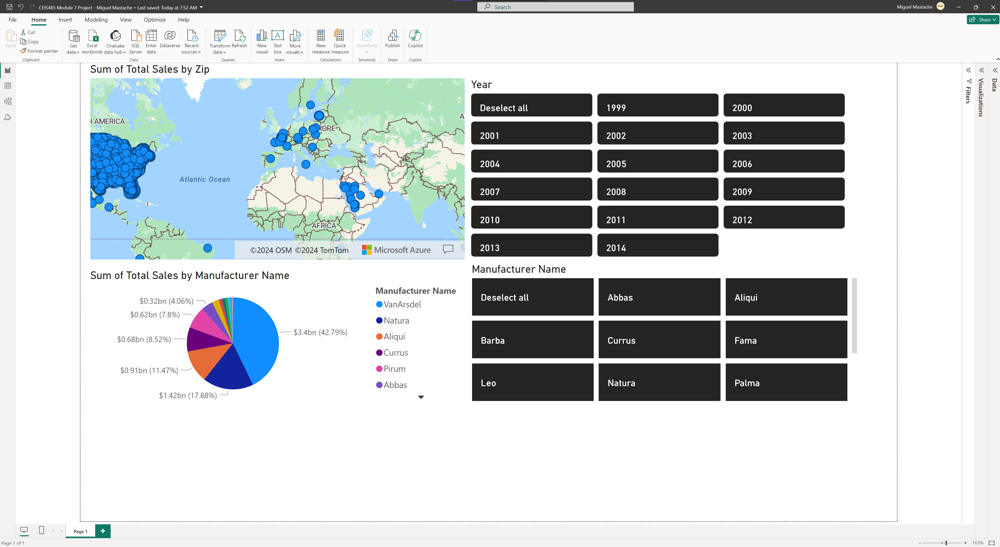 CEIS485 Module 7 Project - Miguel Mastache • Last saved: Today at 7:52 AM
Search
Miguel Mastache
MM
File
Home
Insert
Modeling
View
Optimize
Help
Share
Paste
Cut
Copy
Format painter
Clipboard
Get data
Excel workbook
OneLake data hub
SQL Server
Enter data
Dataverse
Recent sources
Data
Transform data
Refresh
Queries
New visual
Text box
More visuals
Insert
New measure
Quick measure
Calculations
Sensitivity
Sensitivity
Publish
Share
Copilot
Copilot
DAX
Filters
Visualizations
Data
Sum of Total Sales by Zip
H AMERICA
ROPE
A
Atlantic Ocean
AFRICA
©2024 OSM ©2024 TomTom
Microsoft Azure
Year
Deselect all
1999
2000
2001
2002
2003
2004
2005
2006
2007
2008
2009
2010
2011
2012
2013
2014
Sum of Total Sales by Manufacturer Name
$0.32bn (4.06%)
$0.62bn (7.8%)
$0.68bn (8.52%)
$0.91bn (11.47%)
$1.42bn (17.88%)
$3.4bn (42.79%)
Manufacturer Name
VanArsdel
Natura
Aliqui
Currus
Pirum
Abbas
Manufacturer Name
Deselect all
Abbas
Aliqui
Barba
Currus
Fama
Leo
Natura
Palma
Page 1
Page 1 of 1
- + 163%